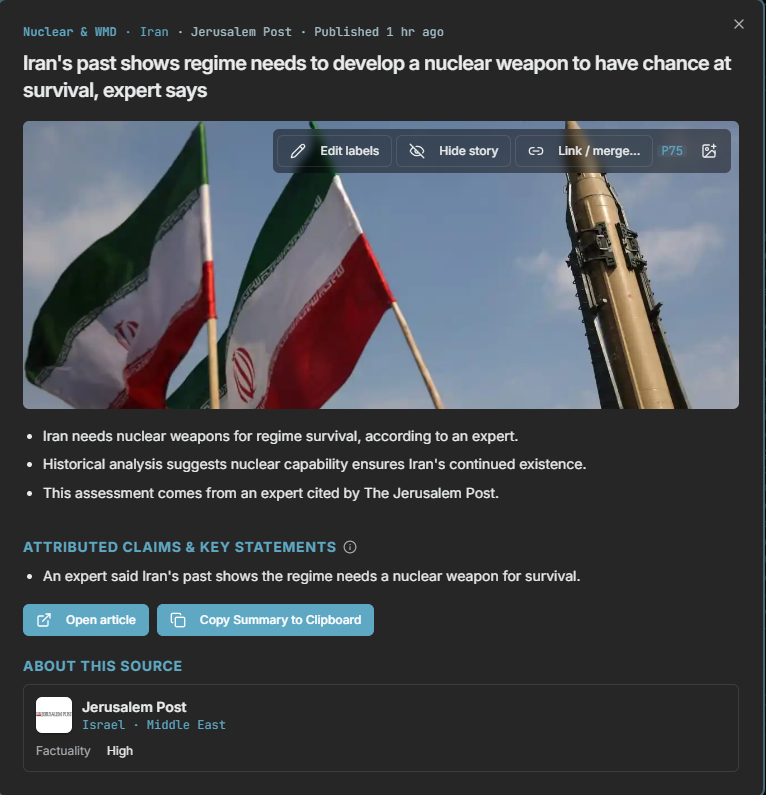 Nuclear & WMD · Iran · Jerusalem Post · Published 1 hr ago
Iran's past shows regime needs to develop a nuclear weapon to have chance at
survival, expert says
Edit labels
Hide story
Link / merge...
P75
Iran needs nuclear weapons for regime survival, according to an expert.
Historical analysis suggests nuclear capability ensures Iran's continued existence.
This assessment comes from an expert cited by The Jerusalem Post.
ATTRIBUTED CLAIMS & KEY STATEMENTS
An expert said Iran's past shows the regime needs a nuclear weapon for survival.
Open article
Copy Summary to Clipboard
ABOUT THIS SOURCE
Jerusalem Post
Israel · Middle East
Factuality High